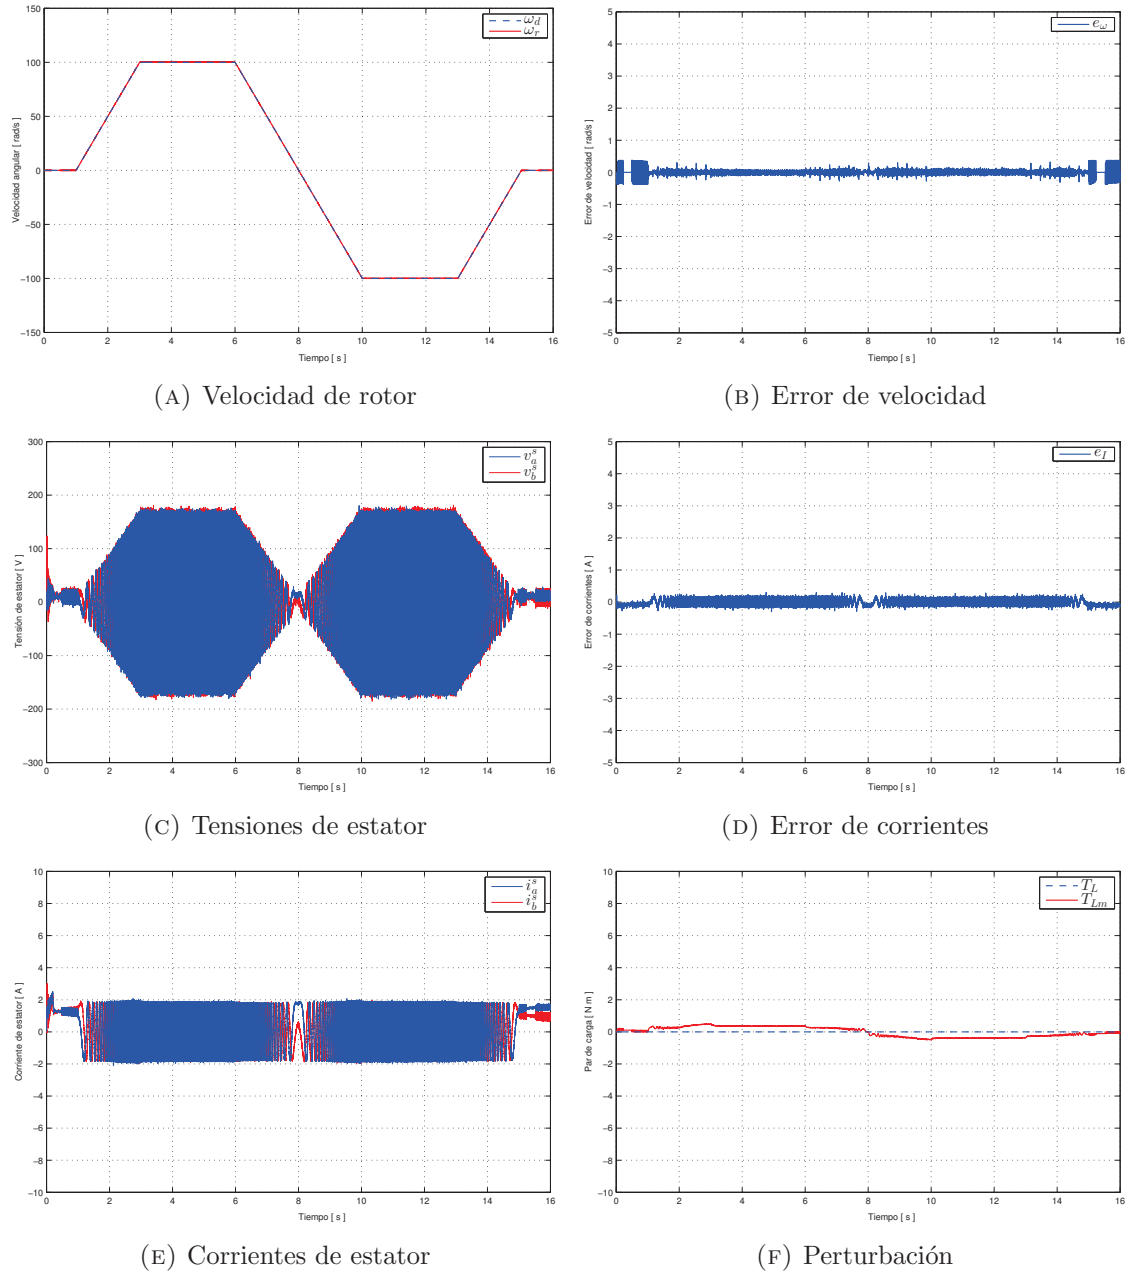 150
100
50
0
−50
−100
−150
0 2 4 6 8 10 12 14 16
Velocidad angular [ rad/s ]
Tiempo [ s ]
ω_d
ω_r
(A) Velocidad de rotor
5
4
3
2
1
0
−1
−2
−3
−4
−5
0 2 4 6 8 10 12 14 16
Error de velocidad [ rad/s ]
Tiempo [ s ]
e_ω
(B) Error de velocidad
300
200
100
0
−100
−200
−300
0 2 4 6 8 10 12 14 16
Tensión de estator [ V ]
Tiempo [ s ]
v_a^s
v_b^s
(C) Tensiones de estator
5
4
3
2
1
0
−1
−2
−3
−4
−5
0 2 4 6 8 10 12 14 16
Error de corrientes [ A ]
Tiempo [ s ]
e_I
(D) Error de corrientes
10
8
6
4
2
0
−2
−4
−6
−8
−10
0 2 4 6 8 10 12 14 16
Corriente de estator [ A ]
Tiempo [ s ]
i_a^s
i_b^s
(E) Corrientes de estator
10
8
6
4
2
0
−2
−4
−6
−8
−10
0 2 4 6 8 10 12 14 16
Par de carga [ N m ]
Tiempo [ s ]
T_L
T_{Lm}
(F) Perturbación